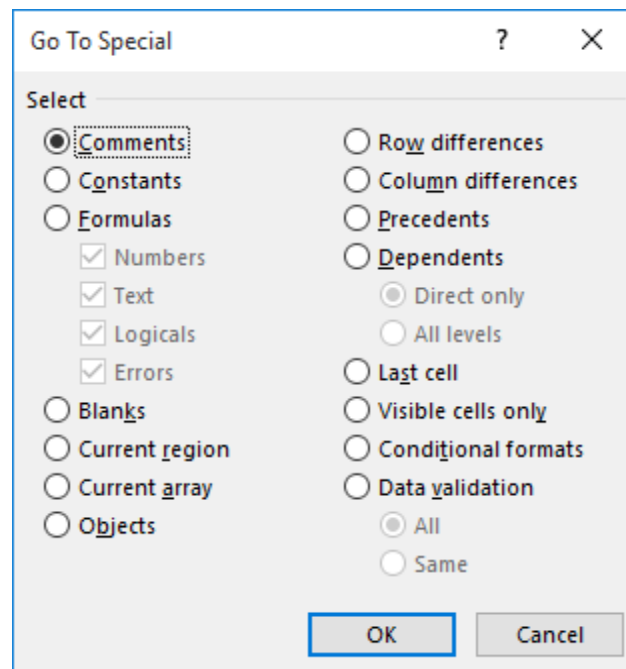 Go To Special
?
Select
Comments
Constants
Formulas
Numbers
Text
Logicals
Errors
Blanks
Current region
Current array
Objects
Row differences
Column differences
Precedents
Dependents
Direct only
All levels
Last cell
Visible cells only
Conditional formats
Data validation
All
Same
OK
Cancel